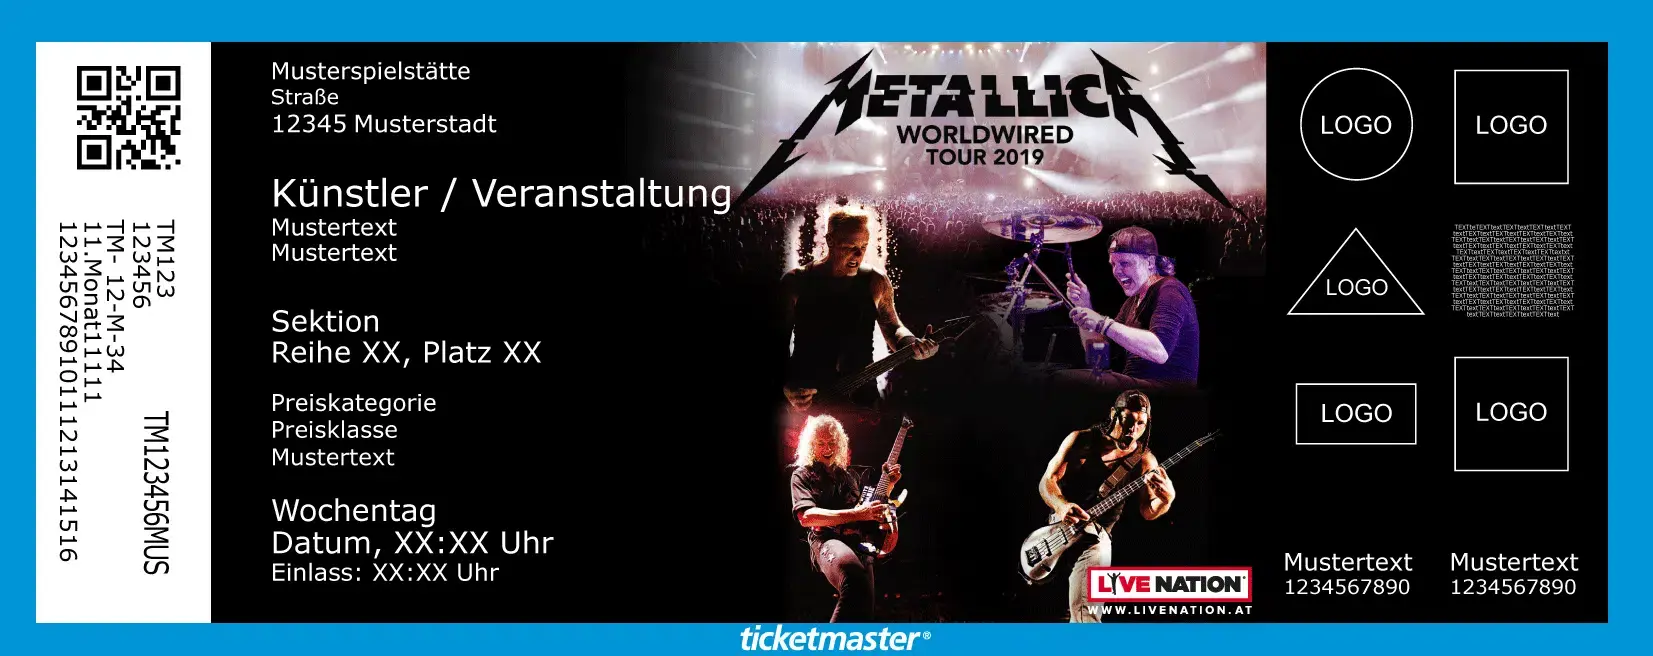 TM123
123456
TM- 12-M-34
11.Monat11111
12345678910111213141516
TM123456MUS
Musterspielstätte
Straße
12345 Musterstadt
Künstler / Veranstaltung
Mustertext
Mustertext
Sektion
Reihe XX, Platz XX
Preiskategorie
Preisklasse
Mustertext
Wochentag
Datum, XX:XX Uhr
Einlass: XX:XX Uhr
METALLICA
WORLDWIRED
TOUR 2019
LIVE NATION
WWW.LIVENATION.AT
LOGO
LOGO
LOGO
LOGO
LOGO
Mustertext
1234567890
Mustertext
1234567890
ticketmaster®